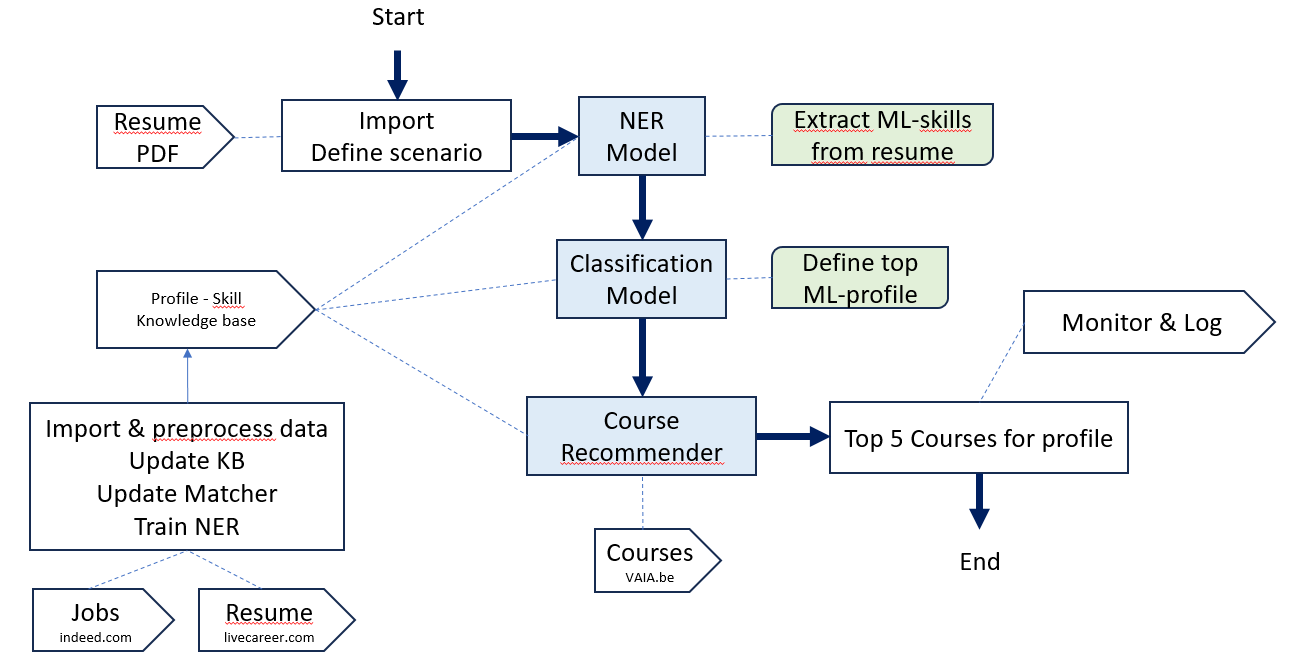 Start
Resume
PDF
Import
Define scenario
NER
Model
Extract ML-skills
from resume
Profile - Skill
Knowledge base
Classification
Model
Define top
ML-profile
Monitor & Log
Import & preprocess data
Update KB
Update Matcher
Train NER
Course
Recommender
Top 5 Courses for profile
Courses
VAIA.be
End
Jobs
indeed.com
Resume
livecareer.com